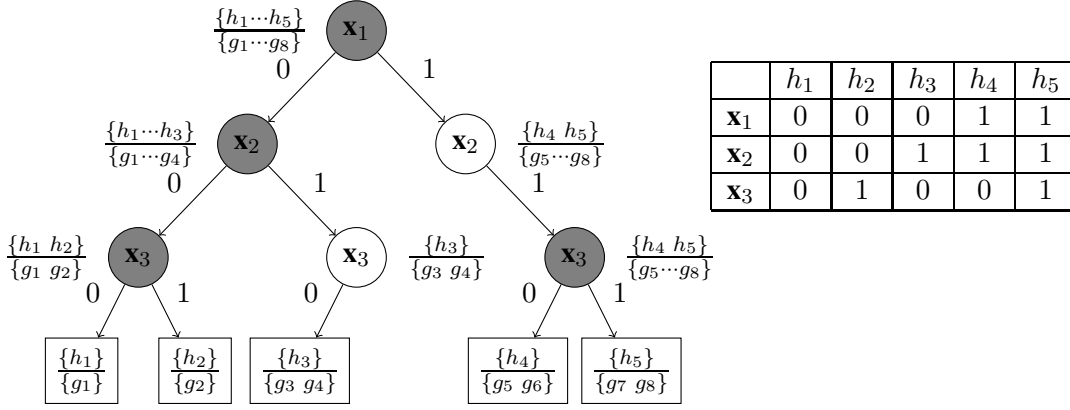 {h₁···h₅}
{g₁···g₈}
x₁
0 1
{h₁···h₃}
{g₁···g₄}
x₂
x₂
{h₄ h₅}
{g₅···g₈}
0 1 1
{h₁ h₂}
{g₁ g₂}
x₃
x₃
{h₃}
{g₃ g₄}
x₃
{h₄ h₅}
{g₅···g₈}
0 1 0 0 1
{h₁}
{g₁}
{h₂}
{g₂}
{h₃}
{g₃ g₄}
{h₄}
{g₅ g₆}
{h₅}
{g₇ g₈}
h₁ h₂ h₃ h₄ h₅
x₁ 0 0 0 1 1
x₂ 0 0 1 1 1
x₃ 0 1 0 0 1